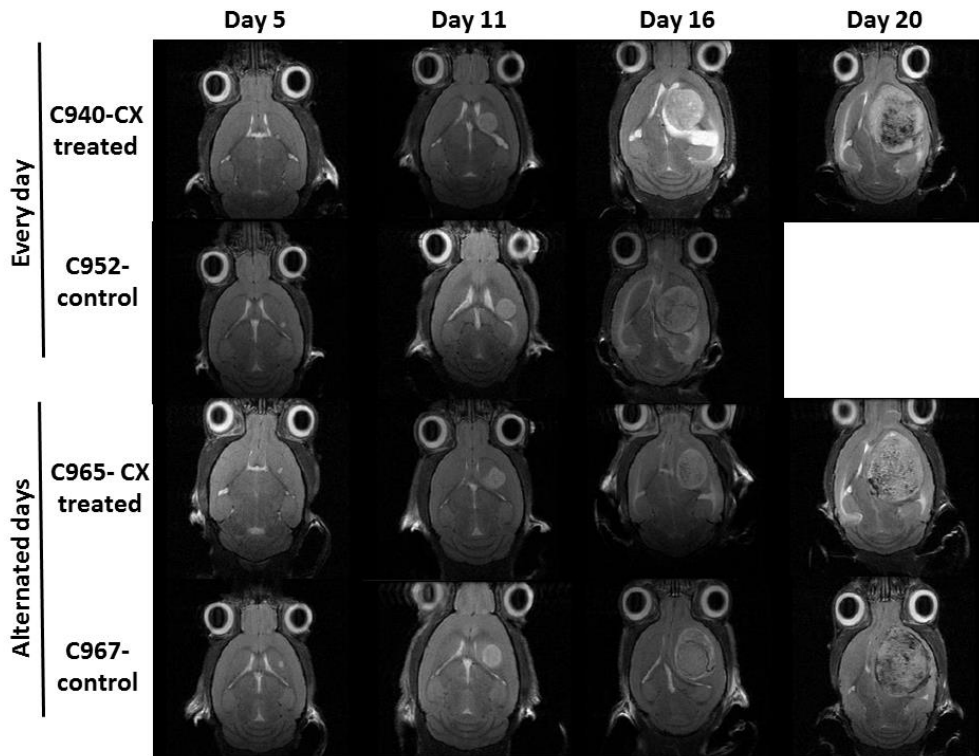 Day 5 Day 11 Day 16 Day 20
Every day
C940-CX
treated
C952-
control
Alternated days
C965- CX
treated
C967-
control